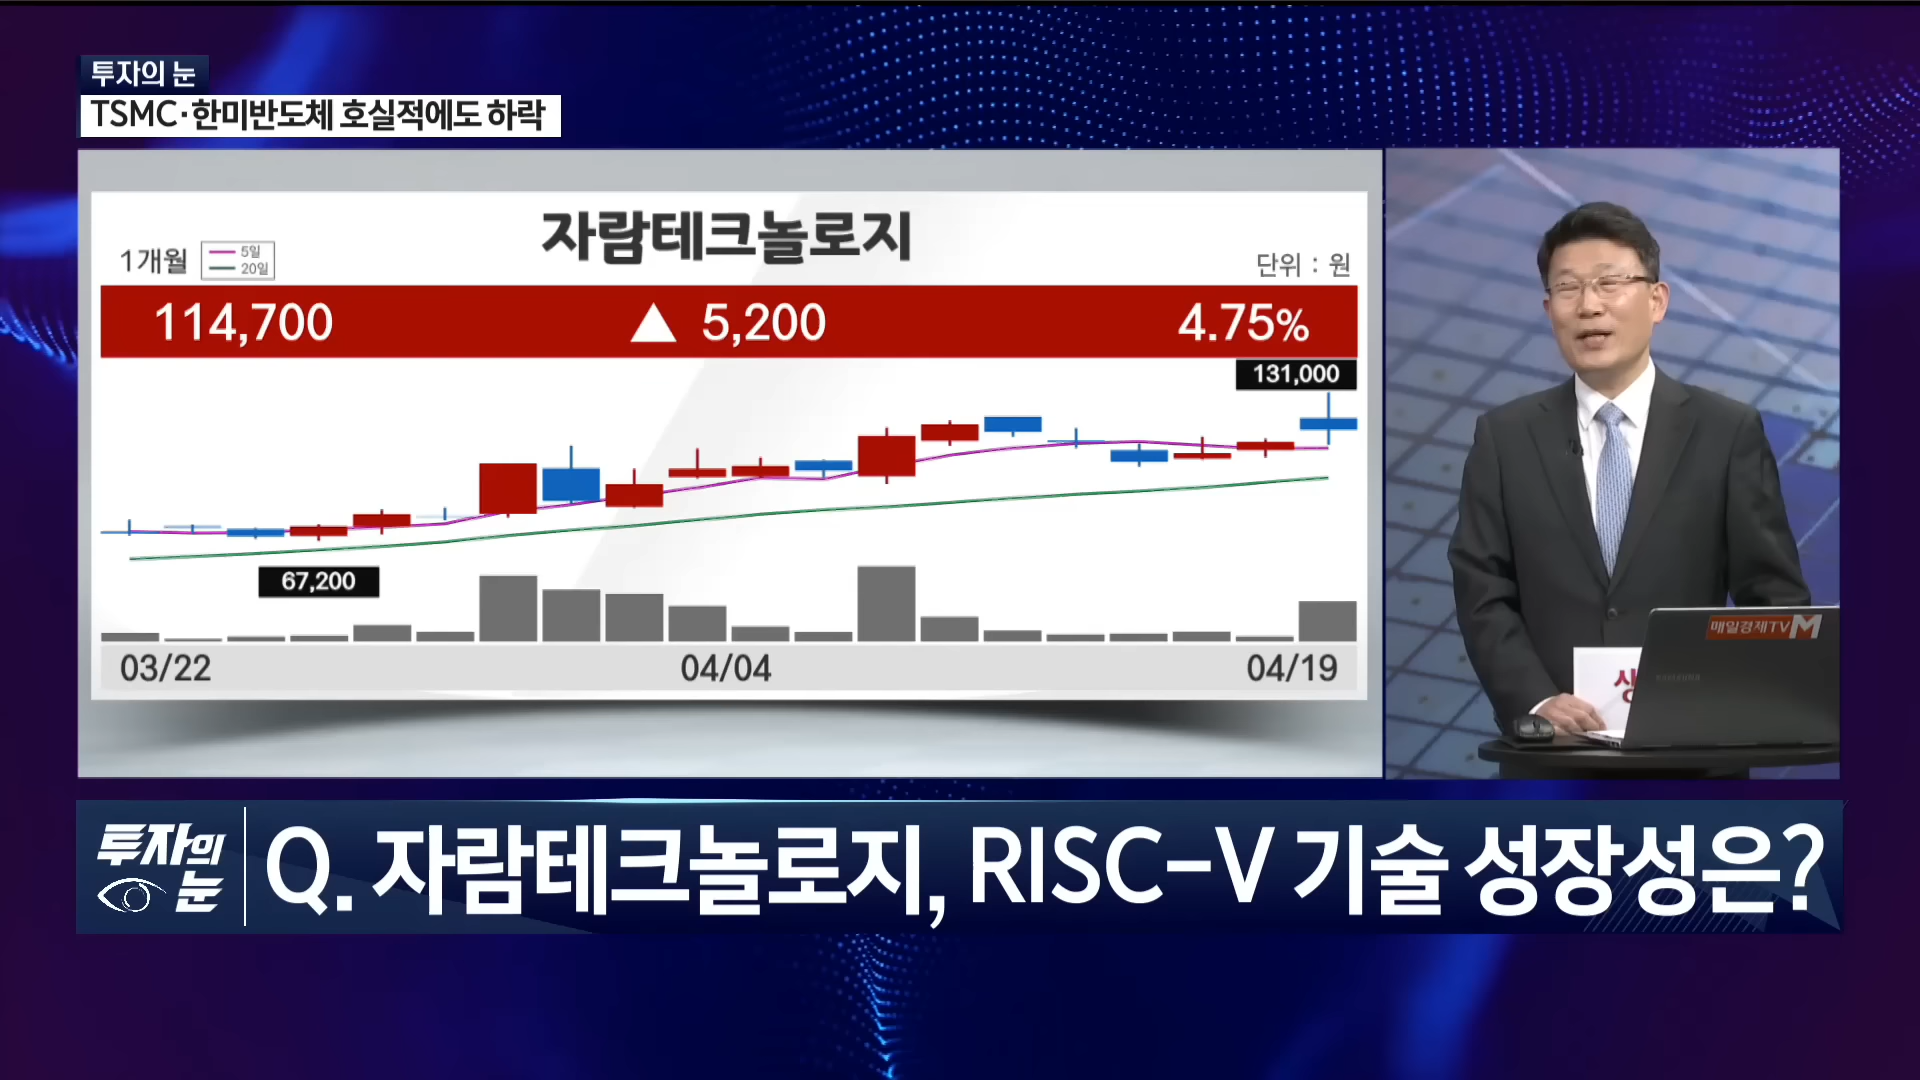 투자의 눈
TSMC·한미반도체 호실적에도 하락
자람테크놀로지
1개월
5일
20일
단위 : 원
114,700 ▲ 5,200 4.75%
131,000
67,200
03/22 04/04 04/19
매일경제TV M
SAMSUNG
투자의 눈
Q. 자람테크놀로지, RISC-V 기술 성장성은?